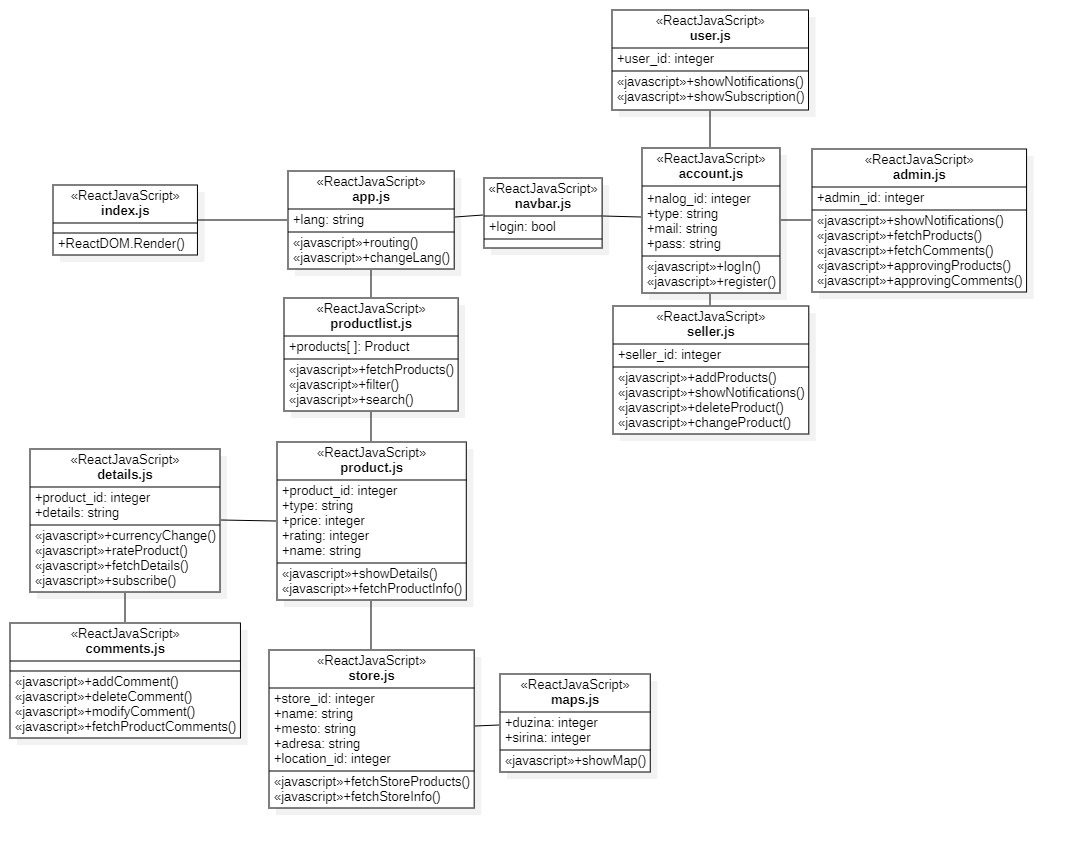 «ReactJavaScript»
user.js
+user_id: integer
«javascript»+showNotifications()
«javascript»+showSubscription()
«ReactJavaScript»
account.js
+nalog_id: integer
+type: string
+mail: string
+pass: string
«javascript»+logIn()
«javascript»+register()
«ReactJavaScript»
admin.js
+admin_id: integer
«javascript»+showNotifications()
«javascript»+fetchProducts()
«javascript»+fetchComments()
«javascript»+approvingProducts()
«javascript»+approvingComments()
«ReactJavaScript»
index.js
+ReactDOM.Render()
«ReactJavaScript»
app.js
+lang: string
«javascript»+routing()
«javascript»+changeLang()
«ReactJavaScript»
navbar.js
+login: bool
«ReactJavaScript»
productlist.js
+products[ ]: Product
«javascript»+fetchProducts()
«javascript»+filter()
«javascript»+search()
«ReactJavaScript»
seller.js
+seller_id: integer
«javascript»+addProducts()
«javascript»+showNotifications()
«javascript»+deleteProduct()
«javascript»+changeProduct()
«ReactJavaScript»
details.js
+product_id: integer
+details: string
«javascript»+currencyChange()
«javascript»+rateProduct()
«javascript»+fetchDetails()
«javascript»+subscribe()
«ReactJavaScript»
product.js
+product_id: integer
+type: string
+price: integer
+rating: integer
+name: string
«javascript»+showDetails()
«javascript»+fetchProductInfo()
«ReactJavaScript»
comments.js
«javascript»+addComment()
«javascript»+deleteComment()
«javascript»+modifyComment()
«javascript»+fetchProductComments()
«ReactJavaScript»
store.js
+store_id: integer
+name: string
+mesto: string
+adresa: string
+location_id: integer
«javascript»+fetchStoreProducts()
«javascript»+fetchStoreInfo()
«ReactJavaScript»
maps.js
+duzina: integer
+sirina: integer
«javascript»+showMap()